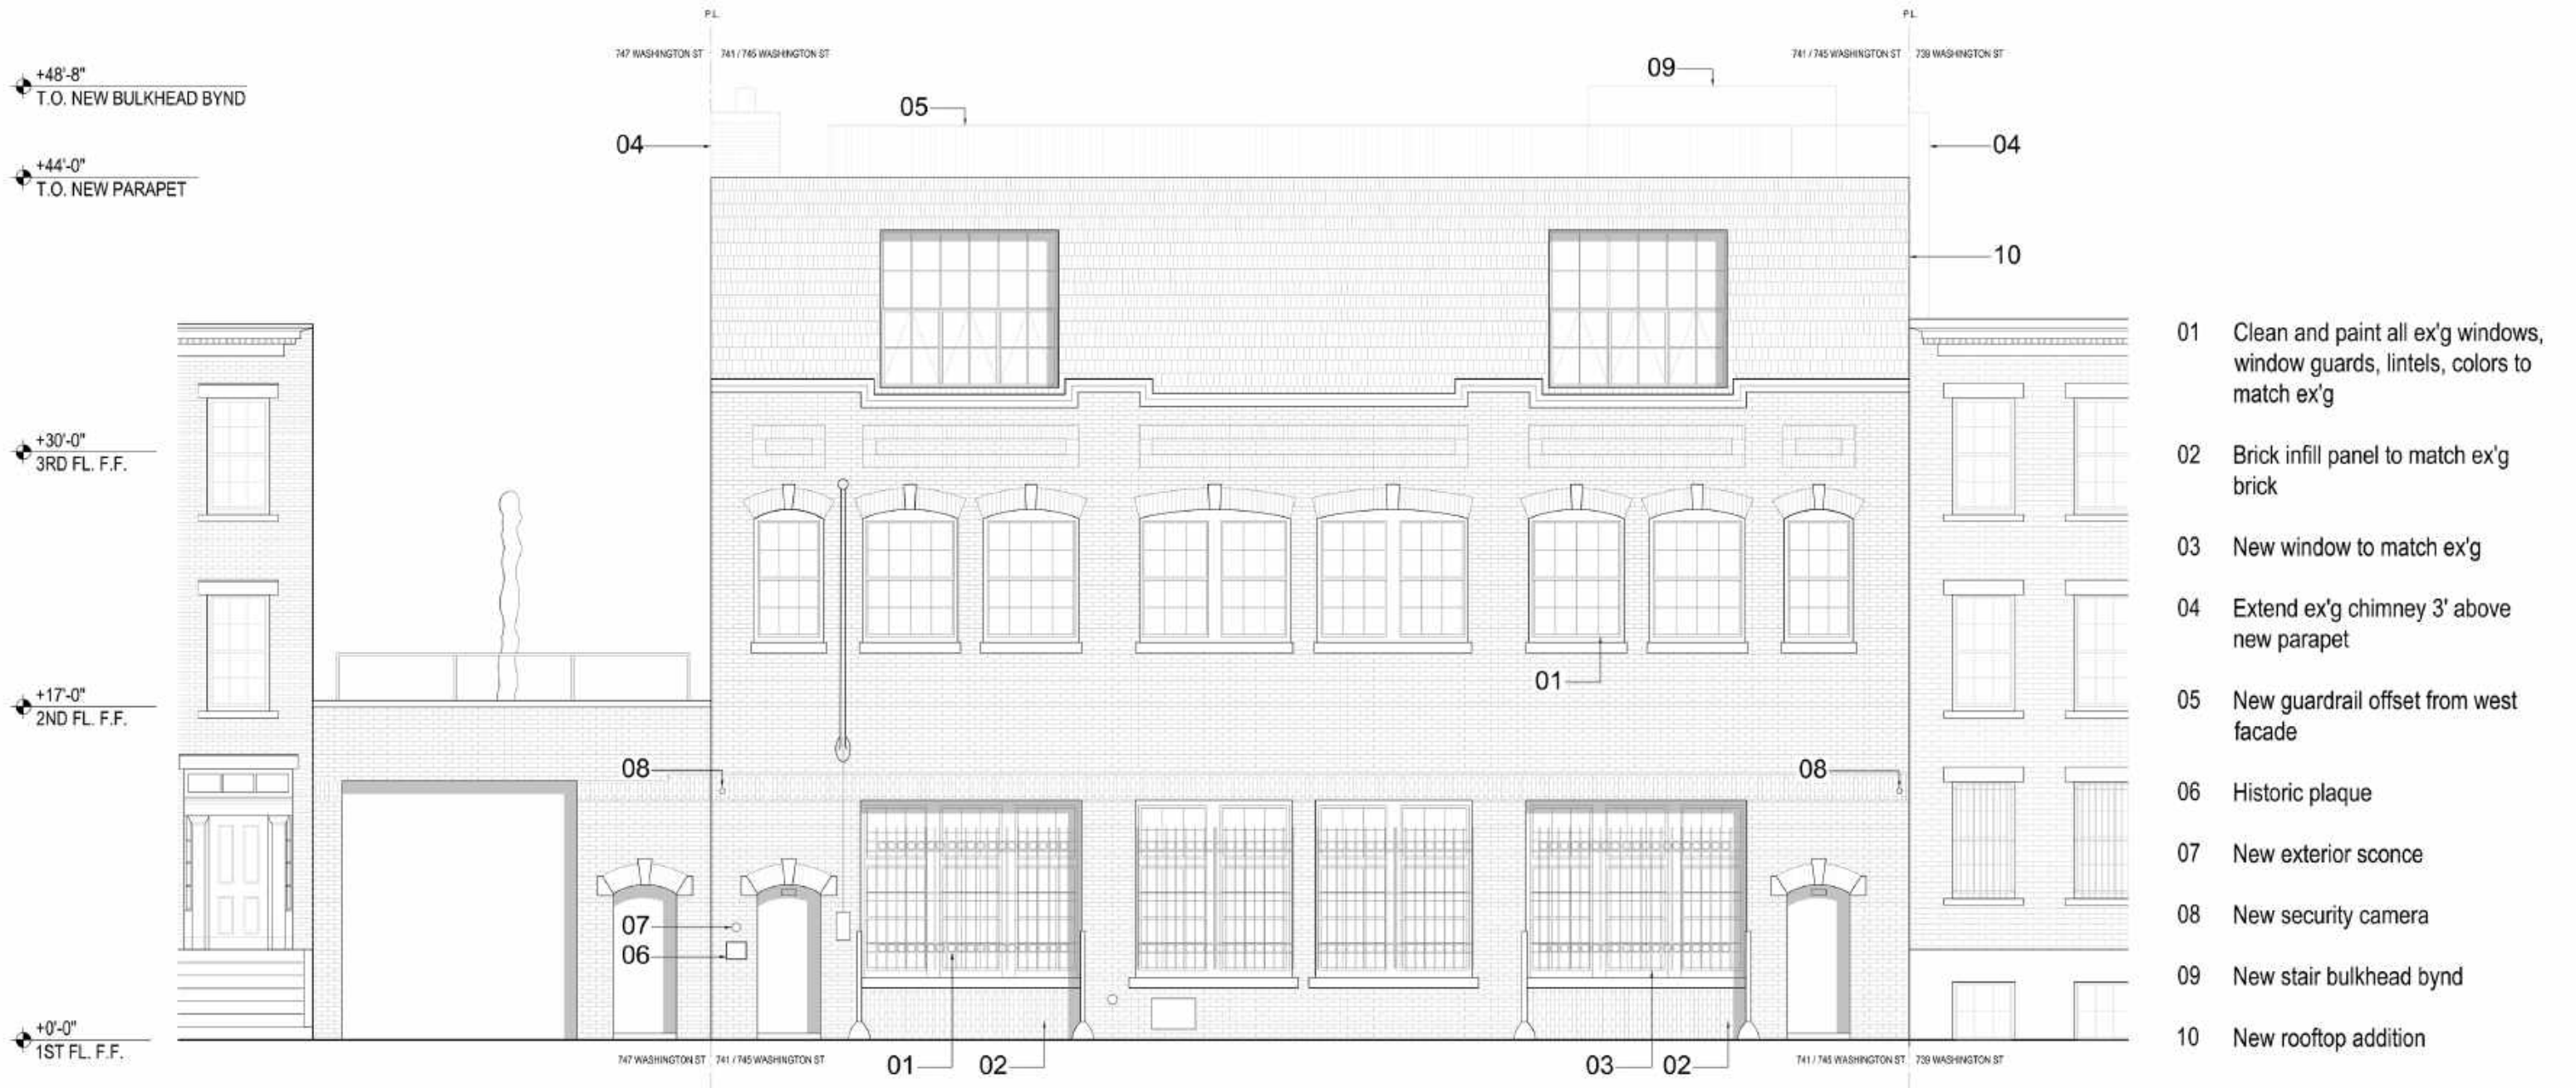 P.L.
P.L.
747 WASHINGTON ST
741 / 745 WASHINGTON ST
741 / 745 WASHINGTON ST
739 WASHINGTON ST
+48'-8"
T.O. NEW BULKHEAD BYND
09
05
04
04
+44'-0"
T.O. NEW PARAPET
10
+30'-0"
3RD FL. F.F.
01
+17'-0"
2ND FL. F.F.
08
08
07
06
+0'-0"
1ST FL. F.F.
747 WASHINGTON ST
741 / 745 WASHINGTON ST
741 / 745 WASHINGTON ST
739 WASHINGTON ST
01
02
03
02
01 Clean and paint all ex'g windows,
window guards, lintels, colors to
match ex'g
02 Brick infill panel to match ex'g
brick
03 New window to match ex'g
04 Extend ex'g chimney 3' above
new parapet
05 New guardrail offset from west
facade
06 Historic plaque
07 New exterior sconce
08 New security camera
09 New stair bulkhead bynd
10 New rooftop addition